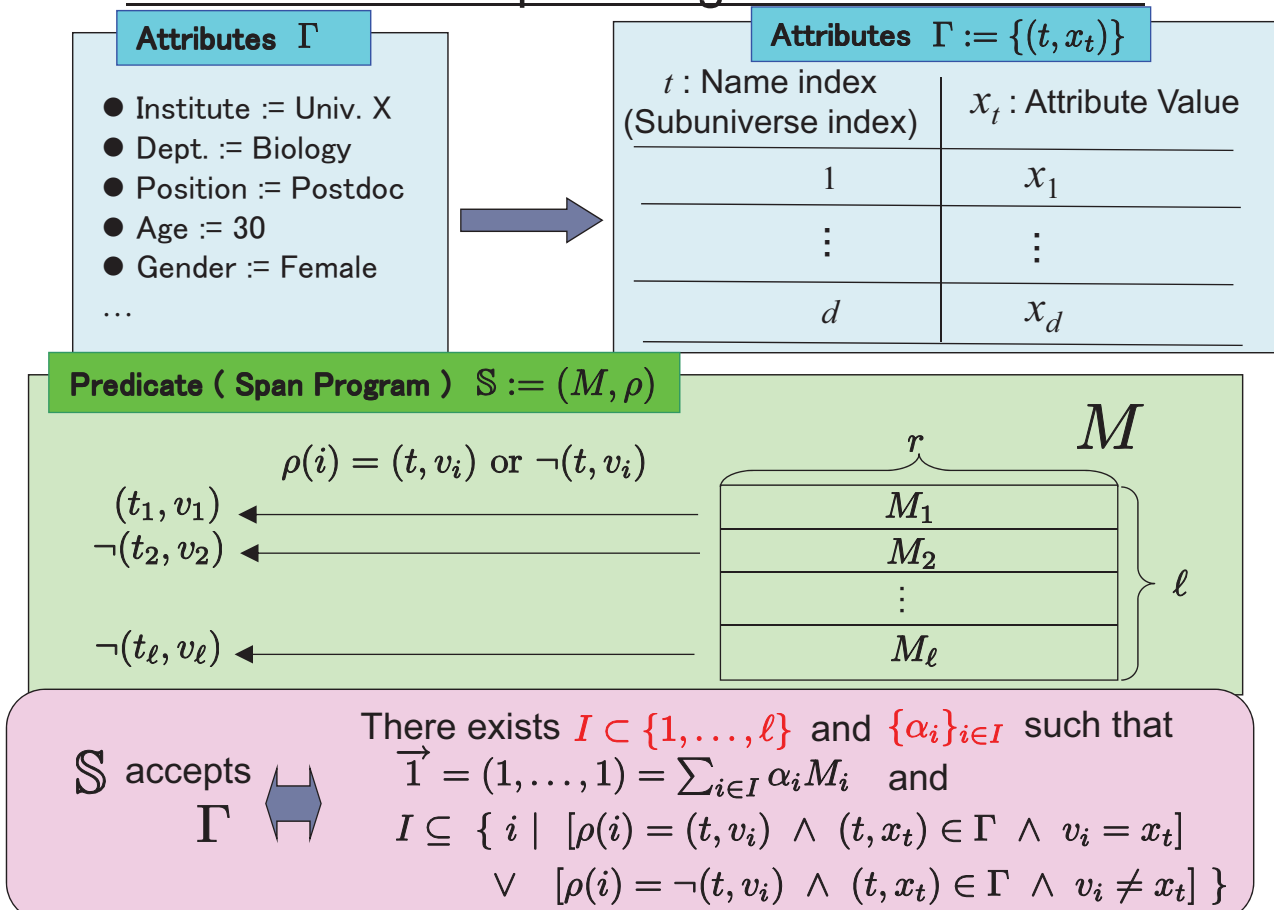 Attributes Γ
● Institute := Univ. X
● Dept. := Biology
● Position := Postdoc
● Age := 30
● Gender := Female
...
Attributes Γ := {(t, x_t)}
t : Name index
(Subuniverse index)
x_t : Attribute Value
1 x_1
⋮ ⋮
d x_d
Predicate ( Span Program ) 𝕊 := (M, ρ)
M
ρ(i) = (t, v_i) or ¬(t, v_i)
r
(t_1, v_1)
M_1
¬(t_2, v_2)
M_2
⋮
ℓ
¬(t_ℓ, v_ℓ)
M_ℓ
𝕊 accepts
Γ
There exists I ⊂ {1, ..., ℓ} and {α_i}_{i∈I} such that
\overrightarrow{1} = (1, ..., 1) = ∑_{i∈I} α_i M_i and
I ⊆ { i | [ρ(i) = (t, v_i) ∧ (t, x_t) ∈ Γ ∧ v_i = x_t]
∨ [ρ(i) = ¬(t, v_i) ∧ (t, x_t) ∈ Γ ∧ v_i ≠ x_t] }